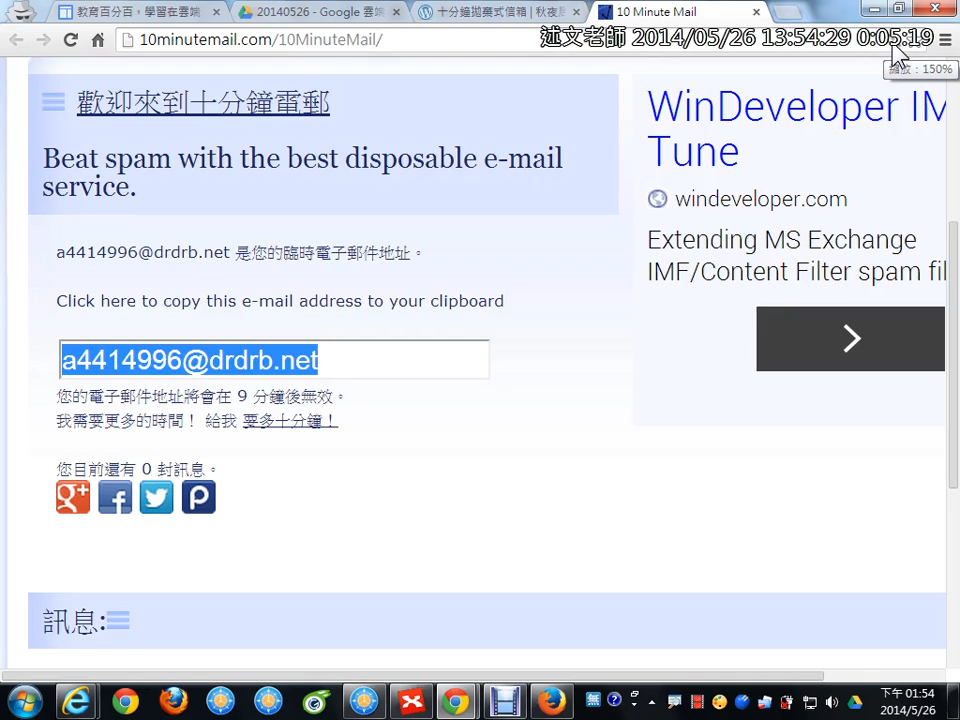 教育百分百，學習在雲端
20140526 - Google 雲端
十分鐘拋棄式信箱 | 秋夜
10 Minute Mail
10minutemail.com/10MinuteMail/
述文老師 2014/05/26 13:54:29 0:05:19
縮放：150%
歡迎來到十分鐘電郵
Beat spam with the best disposable e-mail
service.
a4414996@drdrb.net 是您的臨時電子郵件地址。
Click here to copy this e-mail address to your clipboard
a4414996@drdrb.net
您的電子郵件地址將會在 9 分鐘後無效。
我需要更多的時間！ 給我 要多十分鐘！
您目前還有 0 封訊息。
訊息:
WinDeveloper IM
Tune
windeveloper.com
Extending MS Exchange
IMF/Content Filter spam fil
下午 01:54
2014/5/26